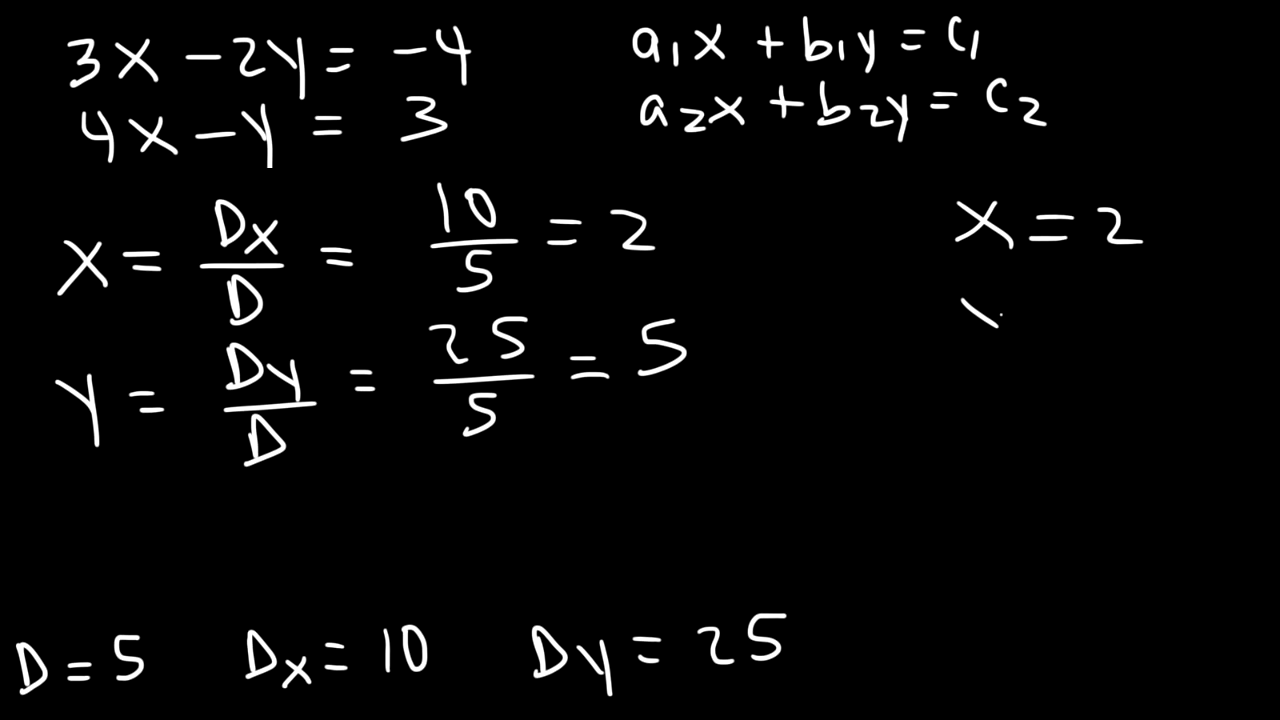 3x - 2y = -4
4x - y = 3
a₁x + b₁y = c₁
a₂x + b₂y = c₂
x = Dx/D = 10/5 = 2
y = Dy/D = 25/5 = 5
x = 2
D = 5 Dx = 10 Dy = 25